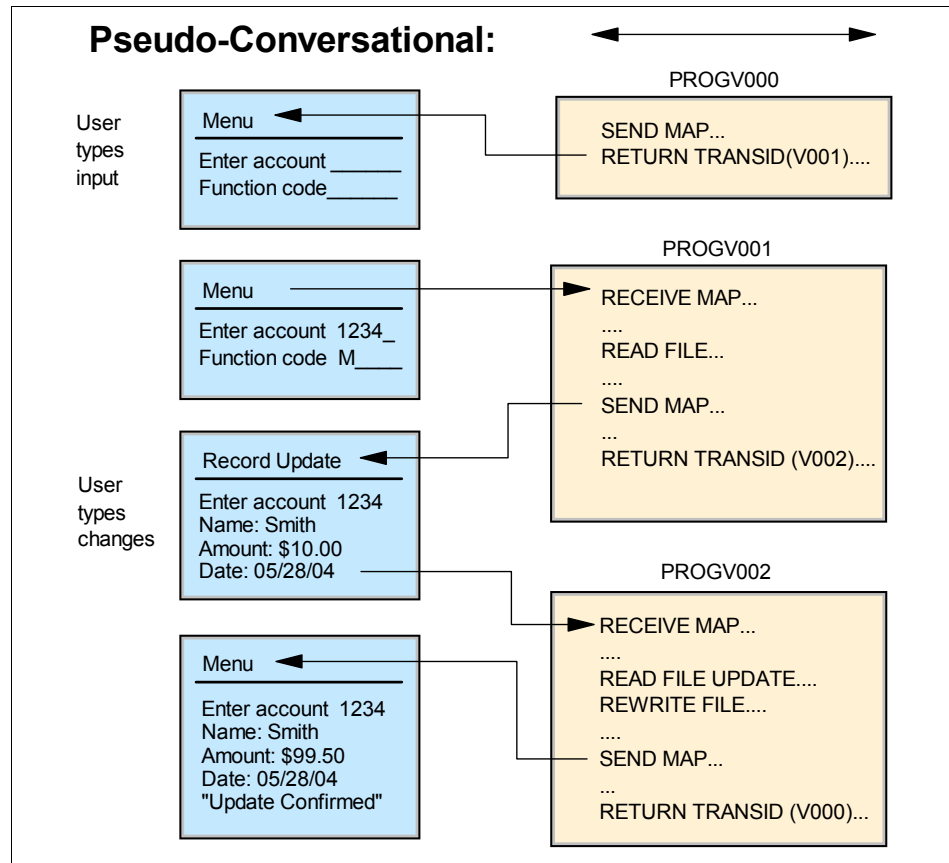 Pseudo-Conversational:
PROGV000
User
types
input
Menu
Enter account ______
Function code______
SEND MAP...
RETURN TRANSID(V001)....
PROGV001
Menu
Enter account 1234_
Function code M____
RECEIVE MAP...
....
READ FILE...
....
SEND MAP...
...
RETURN TRANSID (V002)....
User
types
changes
Record Update
Enter account 1234
Name: Smith
Amount: $10.00
Date: 05/28/04
PROGV002
RECEIVE MAP...
....
READ FILE UPDATE....
REWRITE FILE....
....
SEND MAP...
...
RETURN TRANSID (V000)...
Menu
Enter account 1234
Name: Smith
Amount: $99.50
Date: 05/28/04
"Update Confirmed"